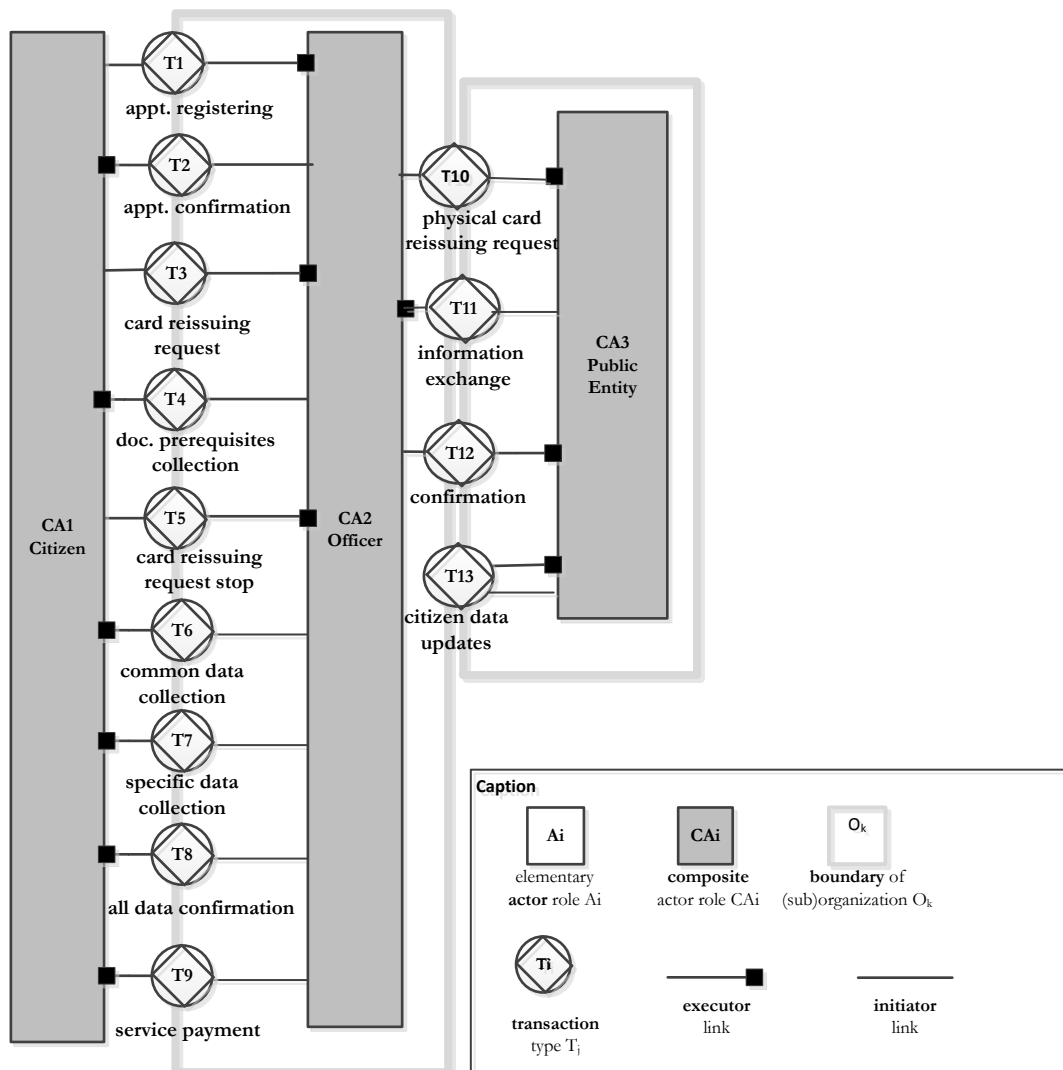 T1
appt. registering
T2
appt. confirmation
T3
card reissuing
request
T4
doc. prerequisites
collection
CA1
Citizen
T5
card reissuing
request stop
T6
common data
collection
T7
specific data
collection
T8
all data confirmation
T9
service payment
CA2
Officer
T10
physical card
reissuing request
T11
information
exchange
T12
confirmation
T13
citizen data
updates
CA3
Public
Entity
Caption
Ai
elementary
actor role Ai
CAi
composite
actor role CAi
Ok
boundary of
(sub)organization Ok
Ti
transaction
type Tj
executor
link
initiator
link